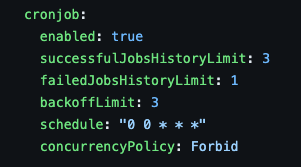 cronjob:
  enabled: true
  successfulJobsHistoryLimit: 3
  failedJobsHistoryLimit: 1
  backoffLimit: 3
  schedule: "0 0 * * *"
  concurrencyPolicy: Forbid